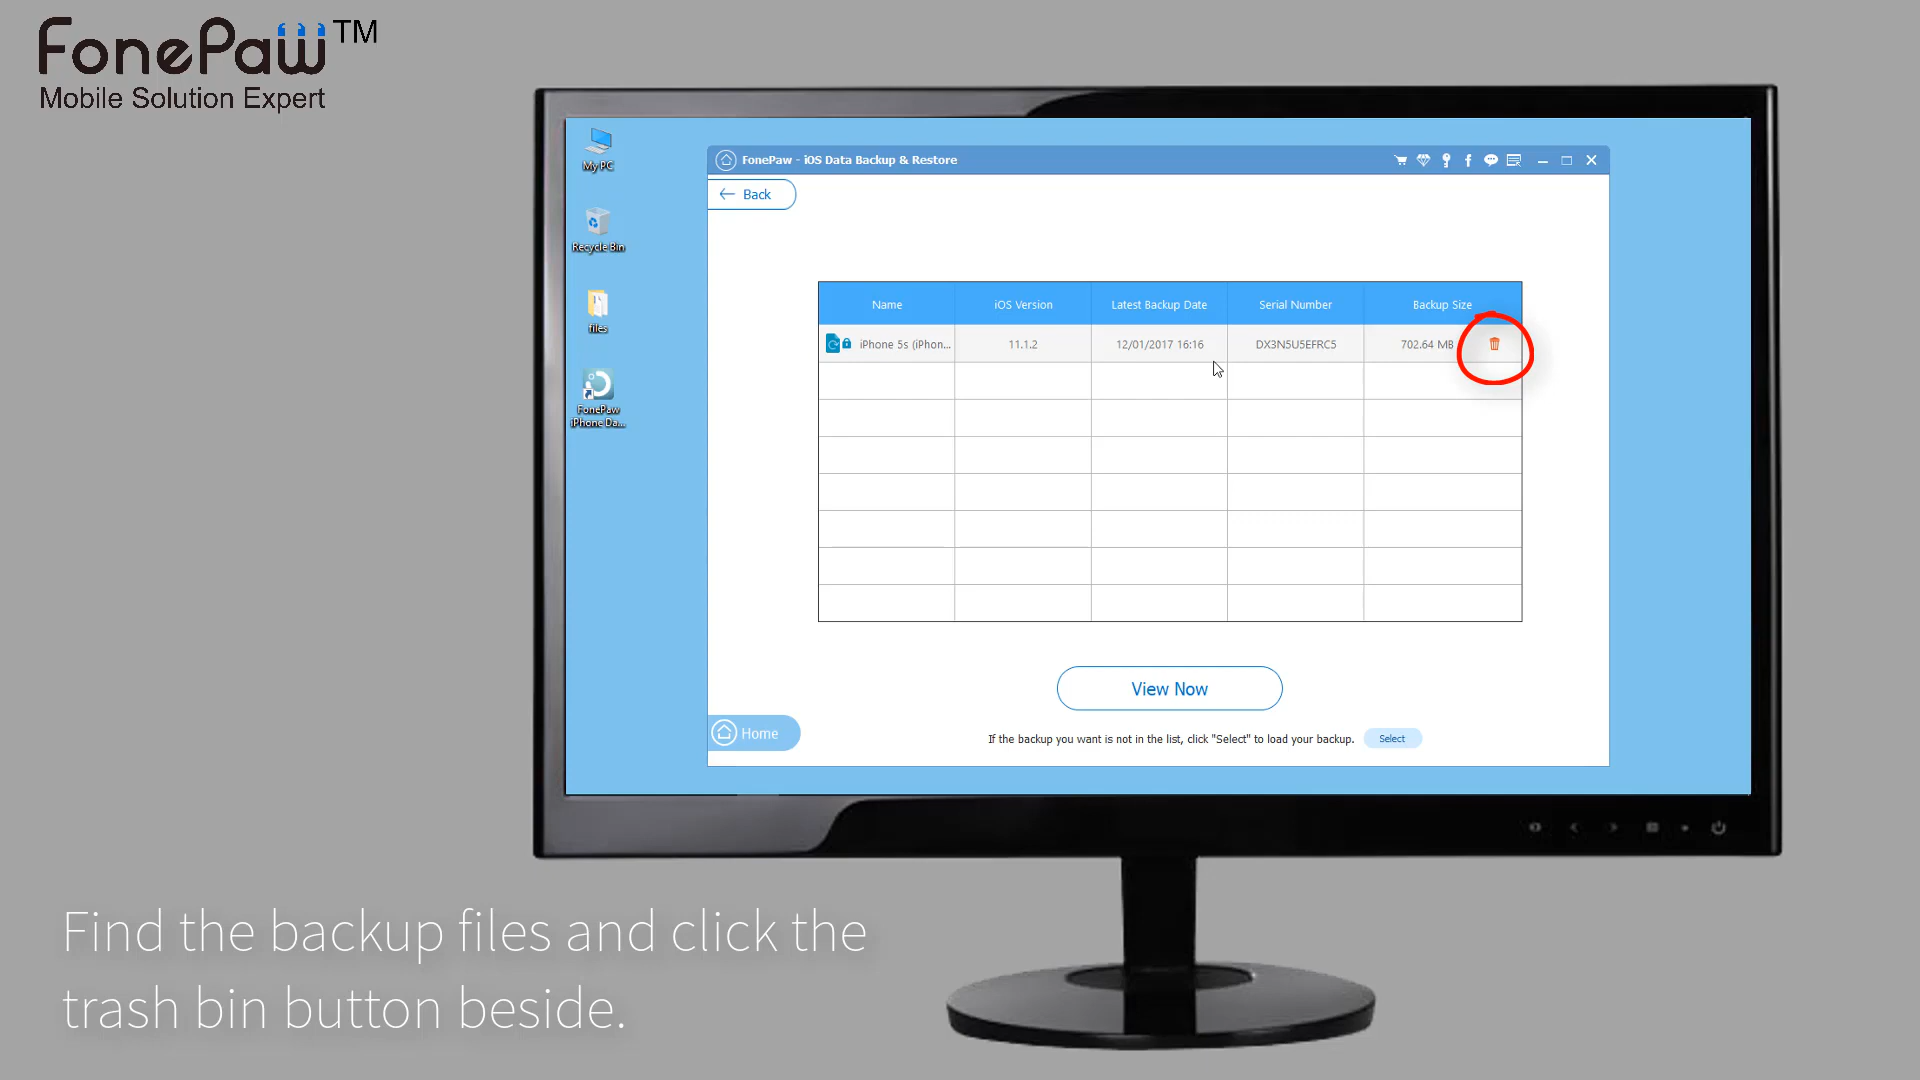 FonePaw™
Mobile Solution Expert
My PC
Recycle Bin
files
FonePaw
iPhone Da...
FonePaw - iOS Data Backup & Restore
Back
Name iOS Version Latest Backup Date Serial Number Backup Size
iPhone 5s (iPhon... 11.1.2 12/01/2017 16:16 DX3N5U5EFRC5 702.64 MB
View Now
Home
If the backup you want is not in the list, click "Select" to load your backup. Select
Find the backup files and click the
trash bin button beside.